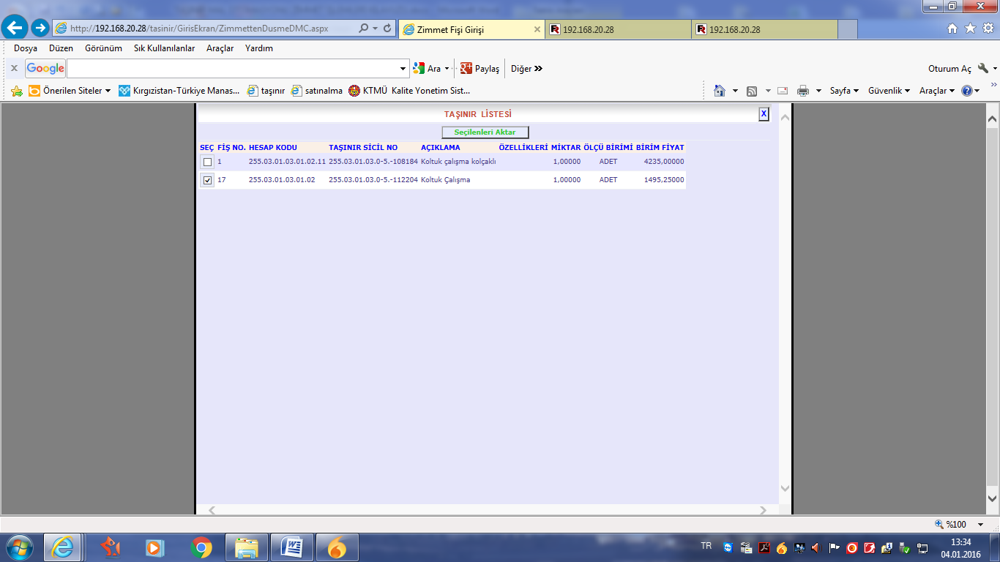 http://192.168.20.28/tasinir/GirisEkran/ZimmettenDusmeDMC.aspx
Zimmet Fişi Girişi
192.168.20.28
192.168.20.28
Dosya Düzen Görünüm Sık Kullanılanlar Araçlar Yardım
x Google Ara Paylaş Diğer » Oturum Aç
Önerilen Siteler Kırgızistan-Türkiye Manas... taşınır satınalma KTMÜ Kalite Yonetim Sist... Sayfa Güvenlik Araçlar
TAŞINIR LİSTESİ X
Seçilenleri Aktar
SEÇ FİŞ NO. HESAP KODU TAŞINIR SİCİL NO AÇIKLAMA ÖZELLİKLERİ MİKTAR ÖLÇÜ BİRİMİ BİRİM FİYAT
1 255.03.01.03.01.02.11 255.03.01.03.0-5.-108184 Koltuk çalışma kolçaklı 1,00000 ADET 4235,00000
17 255.03.01.03.01.02 255.03.01.03.0-5.-112204 Koltuk Çalışma 1,00000 ADET 1495,25000
%100
TR 13:34
04.01.2016